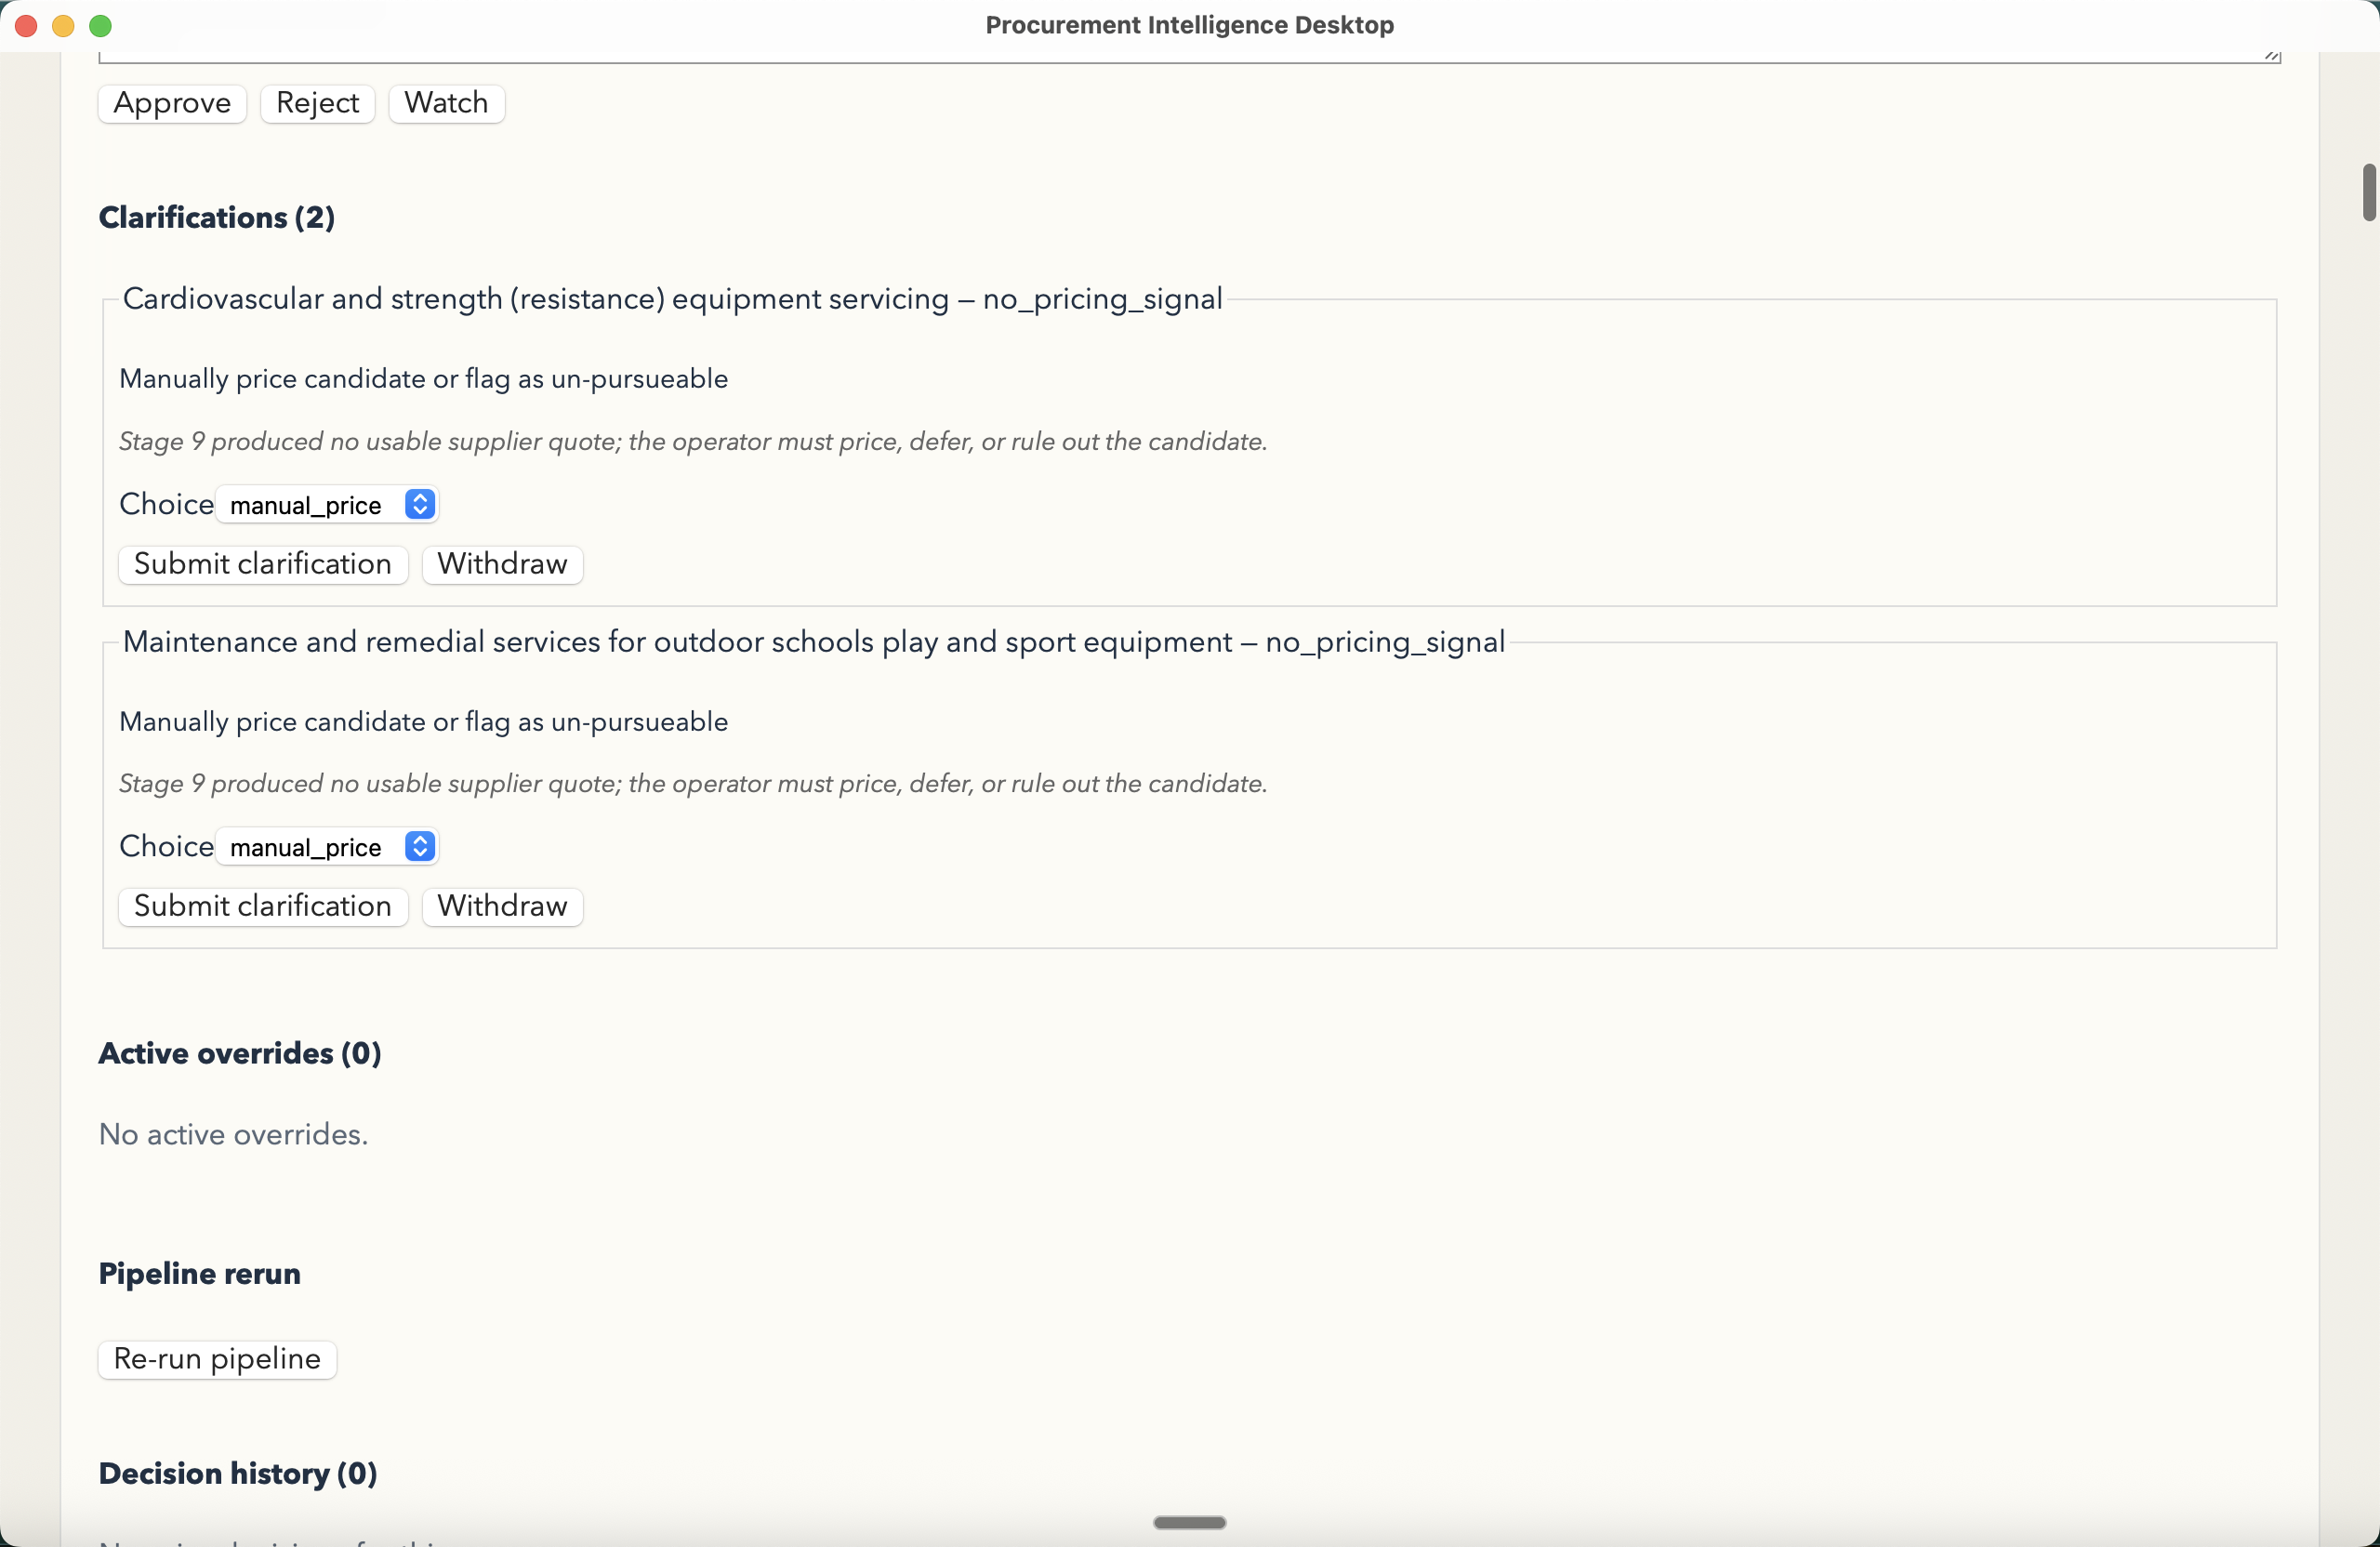 Procurement Intelligence Desktop
Approve Reject Watch
Clarifications (2)
Cardiovascular and strength (resistance) equipment servicing — no_pricing_signal
Manually price candidate or flag as un-pursueable
Stage 9 produced no usable supplier quote; the operator must price, defer, or rule out the candidate.
Choice manual_price
Submit clarification Withdraw
Maintenance and remedial services for outdoor schools play and sport equipment — no_pricing_signal
Manually price candidate or flag as un-pursueable
Stage 9 produced no usable supplier quote; the operator must price, defer, or rule out the candidate.
Choice manual_price
Submit clarification Withdraw
Active overrides (0)
No active overrides.
Pipeline rerun
Re-run pipeline
Decision history (0)